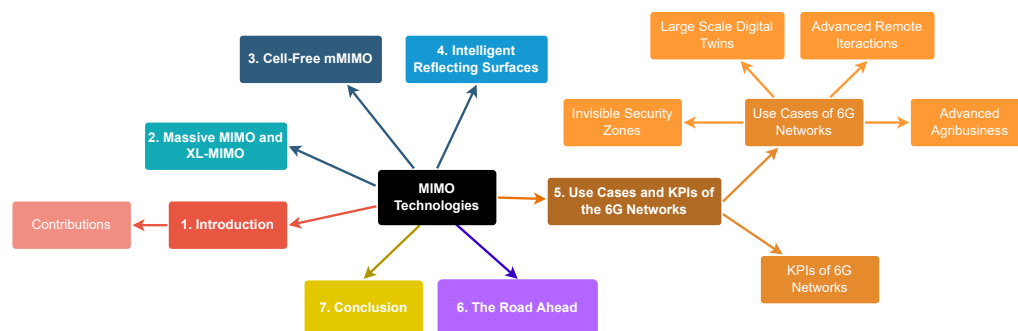 Large Scale Digital
Twins
Advanced Remote
Iteractions
3. Cell-Free mMIMO
4. Intelligent
Reflecting Surfaces
Invisible Security
Zones
Use Cases of 6G
Networks
Advanced
Agribusiness
2. Massive MIMO and
XL-MIMO
MIMO
Technologies
5. Use Cases and KPIs of
the 6G Networks
Contributions
1. Introduction
KPIs of 6G
Networks
7. Conclusion
6. The Road Ahead